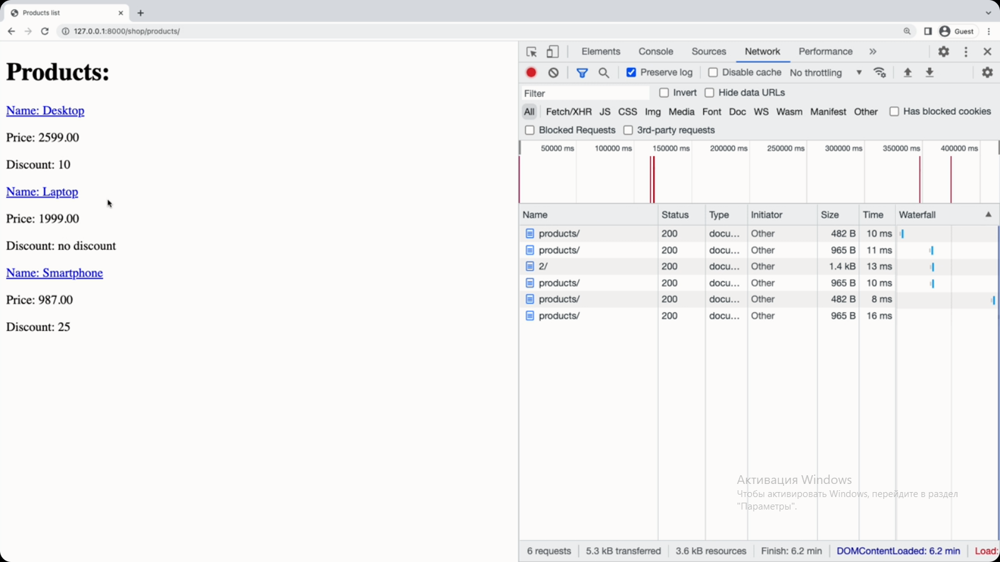 Products list
127.0.0.1:8000/shop/products/
Guest
Products:
Name: Desktop
Price: 2599.00
Discount: 10
Name: Laptop
Price: 1999.00
Discount: no discount
Name: Smartphone
Price: 987.00
Discount: 25
Elements Console Sources Network Performance
Preserve log Disable cache No throttling
Filter Invert Hide data URLs
All Fetch/XHR JS CSS Img Media Font Doc WS Wasm Manifest Other Has blocked cookies
Blocked Requests 3rd-party requests
50000 ms 100000 ms 150000 ms 200000 ms 250000 ms 300000 ms 350000 ms 400000 ms
Name Status Type Initiator Size Time Waterfall
products/ 200 docu... Other 482 B 10 ms
products/ 200 docu... Other 965 B 11 ms
2/ 200 docu... Other 1.4 kB 13 ms
products/ 200 docu... Other 965 B 10 ms
products/ 200 docu... Other 482 B 8 ms
products/ 200 docu... Other 965 B 16 ms
Активация Windows
Чтобы активировать Windows, перейдите в раздел
"Параметры".
6 requests 5.3 kB transferred 3.6 kB resources Finish: 6.2 min DOMContentLoaded: 6.2 min Load: